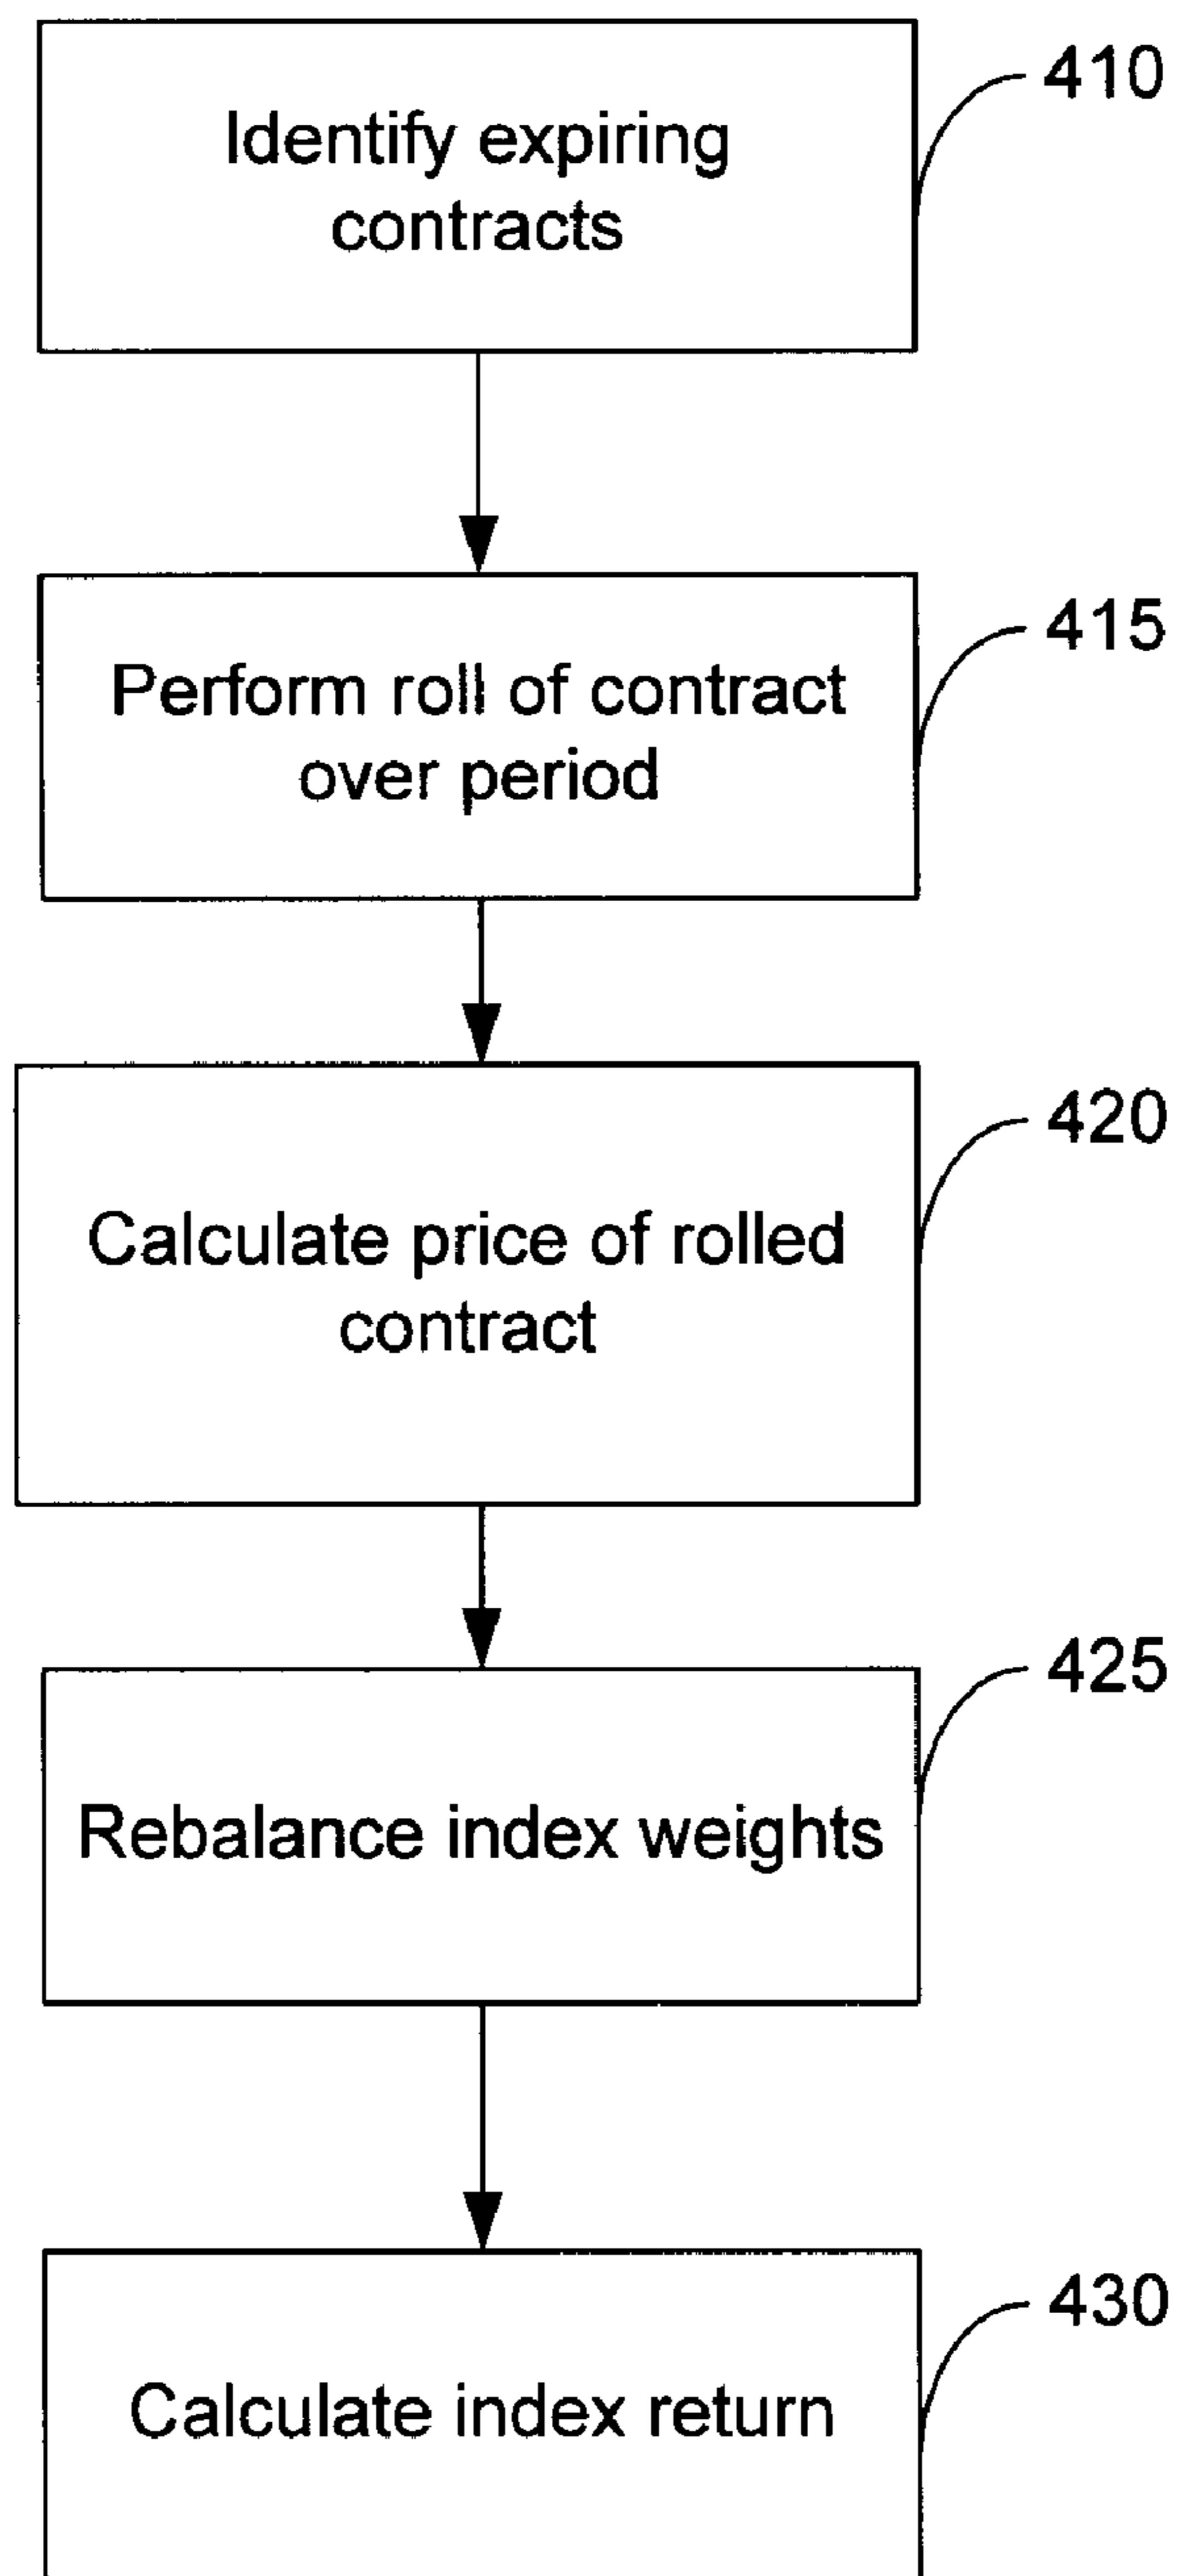 Identify expiring
contracts
410
Perform roll of contract
over period
415
Calculate price of rolled
contract
420
Rebalance index weights
425
Calculate index return
430